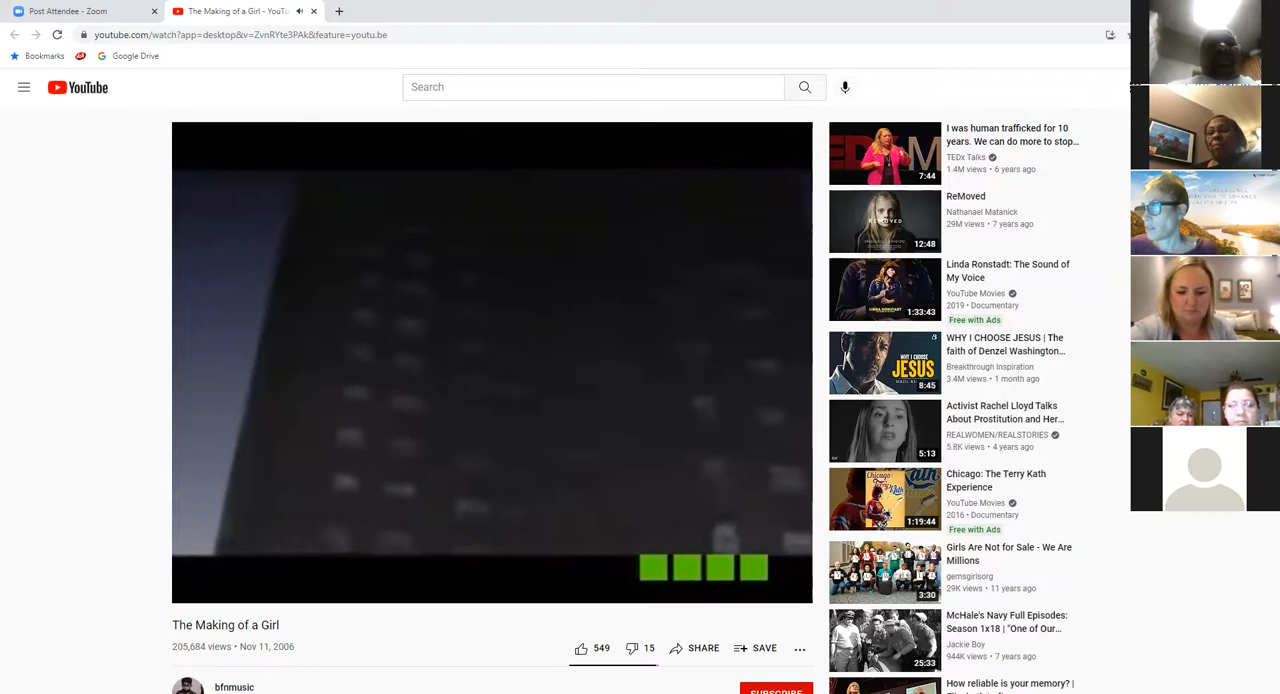 Post Attendee - Zoom
The Making of a Girl - YouTu
youtube.com/watch?app=desktop&v=ZvnRYte3PAk&feature=youtu.be
Bookmarks
Google Drive
YouTube
Search
The Making of a Girl
205,684 views • Nov 11, 2006
549
15
SHARE
SAVE
bfnmusic
SUBSCRIBE
I was human trafficked for 10
years. We can do more to stop...
TEDx Talks
1.4M views • 6 years ago
7:44
ReMoved
Nathanael Matanick
29M views • 7 years ago
REMOVED
12:48
Linda Ronstadt: The Sound of
My Voice
YouTube Movies
2019 • Documentary
Free with Ads
1:33:43
WHY I CHOOSE JESUS | The
faith of Denzel Washington...
Breakthrough Inspiration
3.4M views • 1 month ago
WHY I CHOOSE
JESUS
8:45
Activist Rachel Lloyd Talks
About Prostitution and Her...
REALWOMEN/REALSTORIES
5.8K views • 4 years ago
5:13
Chicago: The Terry Kath
Experience
YouTube Movies
2016 • Documentary
Free with Ads
1:19:44
Girls Are Not for Sale - We Are
Millions
gemsgirlsorg
29K views • 11 years ago
3:30
McHale's Navy Full Episodes:
Season 1x18 | "One of Our...
Jackie Boy
944K views • 7 years ago
25:33
How reliable is your memory? |